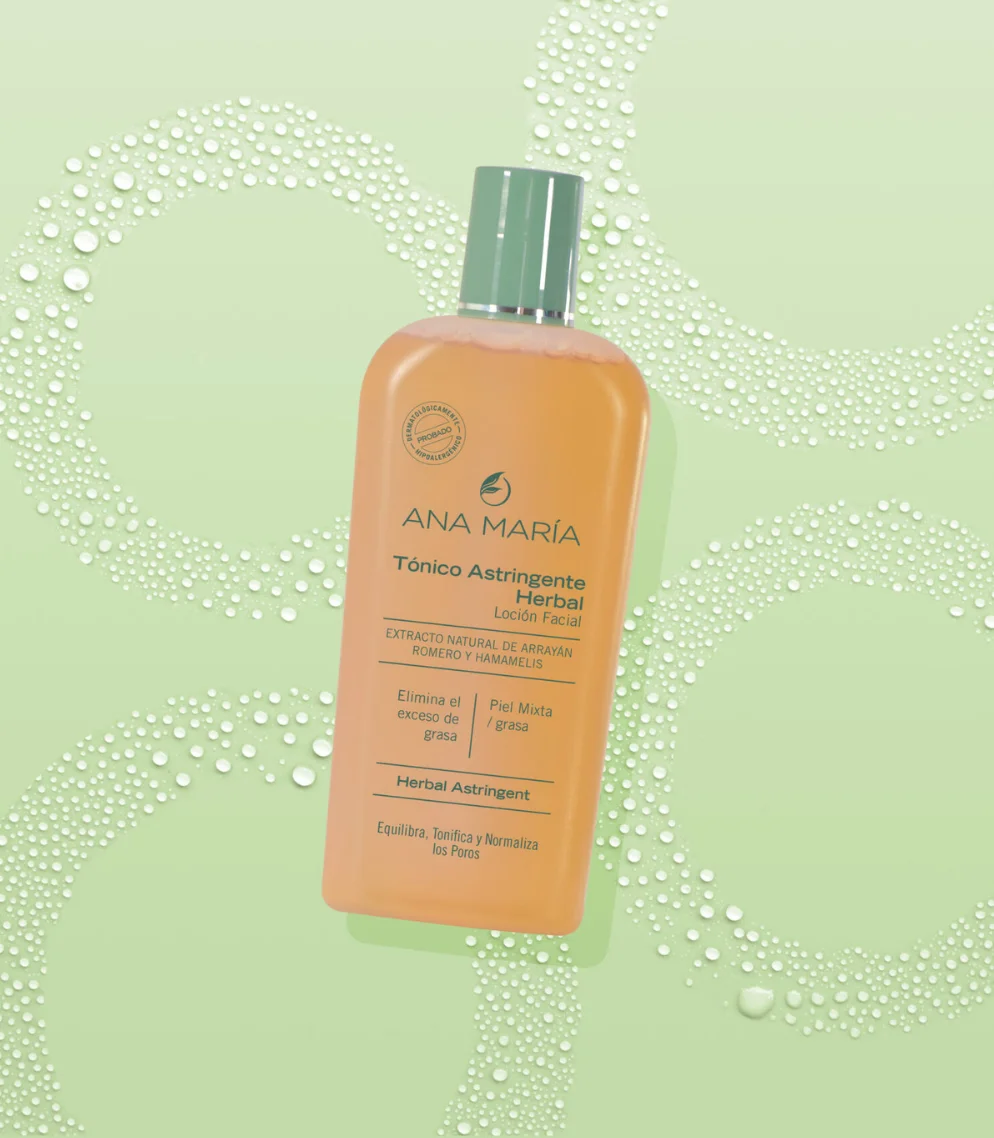 DERMATOLÓGICAMENTE
PROBADO
HIPOALERGÉNICO
ANA MARÍA
Tónico Astringente
Herbal
Loción Facial
EXTRACTO NATURAL DE ARRAYÁN
ROMERO Y HAMAMELIS
Elimina el
exceso de
grasa
Piel Mixta
/ grasa
Herbal Astringent
Equilibra, Tonifica y Normaliza
los Poros